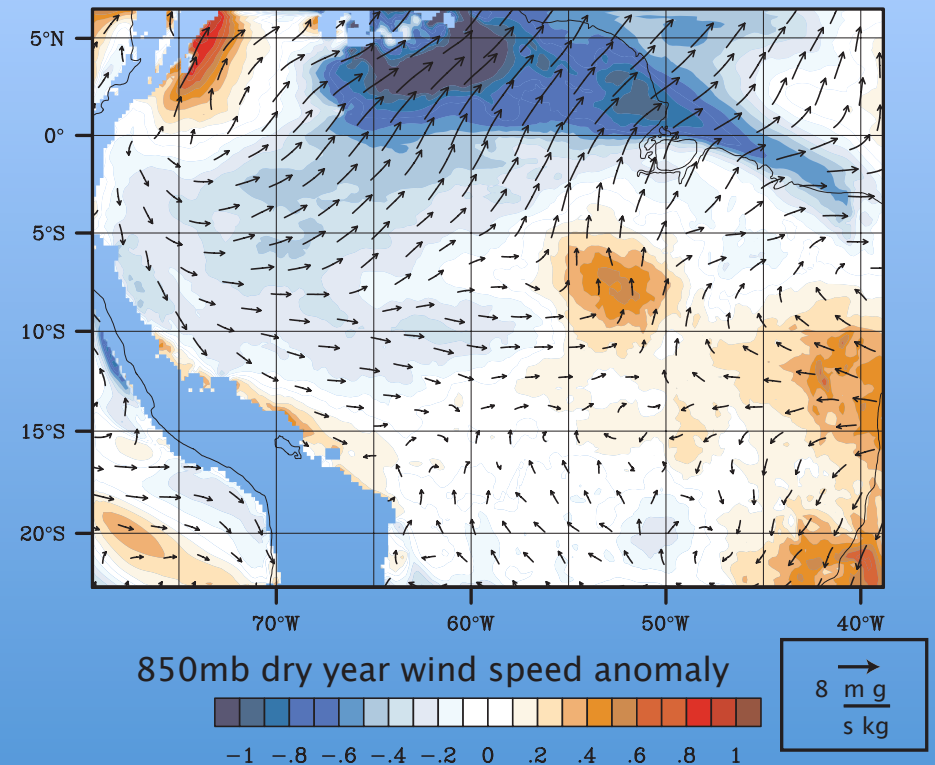 5°N
0°
5°S
10°S
15°S
20°S
70°W 60°W 50°W 40°W
850mb dry year wind speed anomaly
−1 −.8 −.6 −.4 −.2 0 .2 .4 .6 .8 1
8 m g
s kg